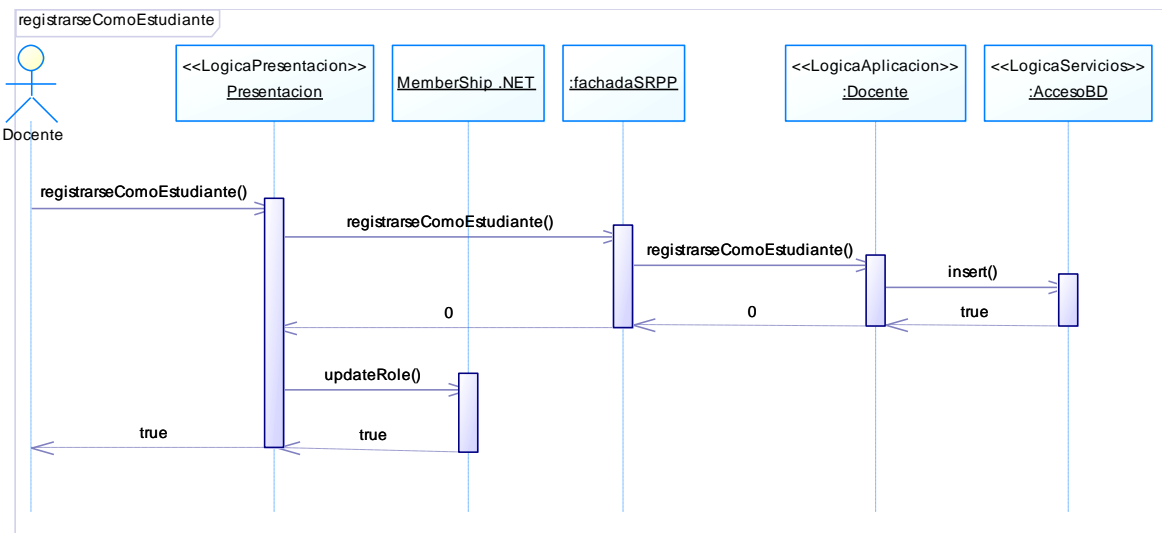 registrarseComoEstudiante
<<LogicaPresentacion>>
Presentacion
MemberShip .NET
:fachadaSRPP
<<LogicaAplicacion>>
:Docente
<<LogicaServicios>>
:AccesoBD
Docente
registrarseComoEstudiante()
registrarseComoEstudiante()
registrarseComoEstudiante()
insert()
0
0
true
updateRole()
true
true